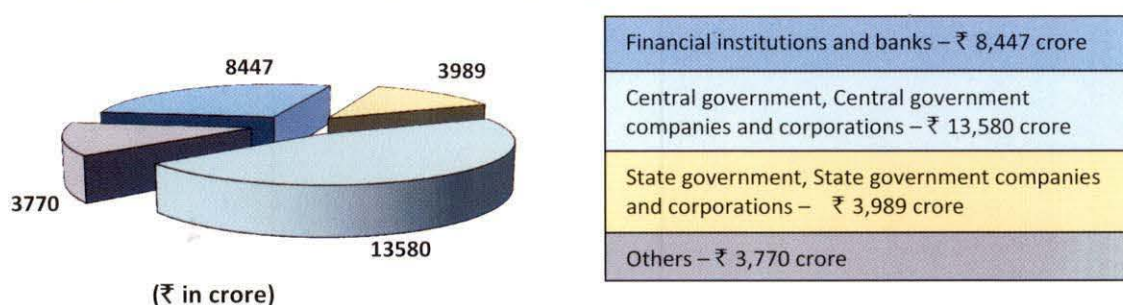 8447
3989
3770
13580
(₹ in crore)
Financial institutions and banks – ₹ 8,447 crore
Central government, Central government
companies and corporations – ₹ 13,580 crore
State government, State government companies
and corporations – ₹ 3,989 crore
Others – ₹ 3,770 crore